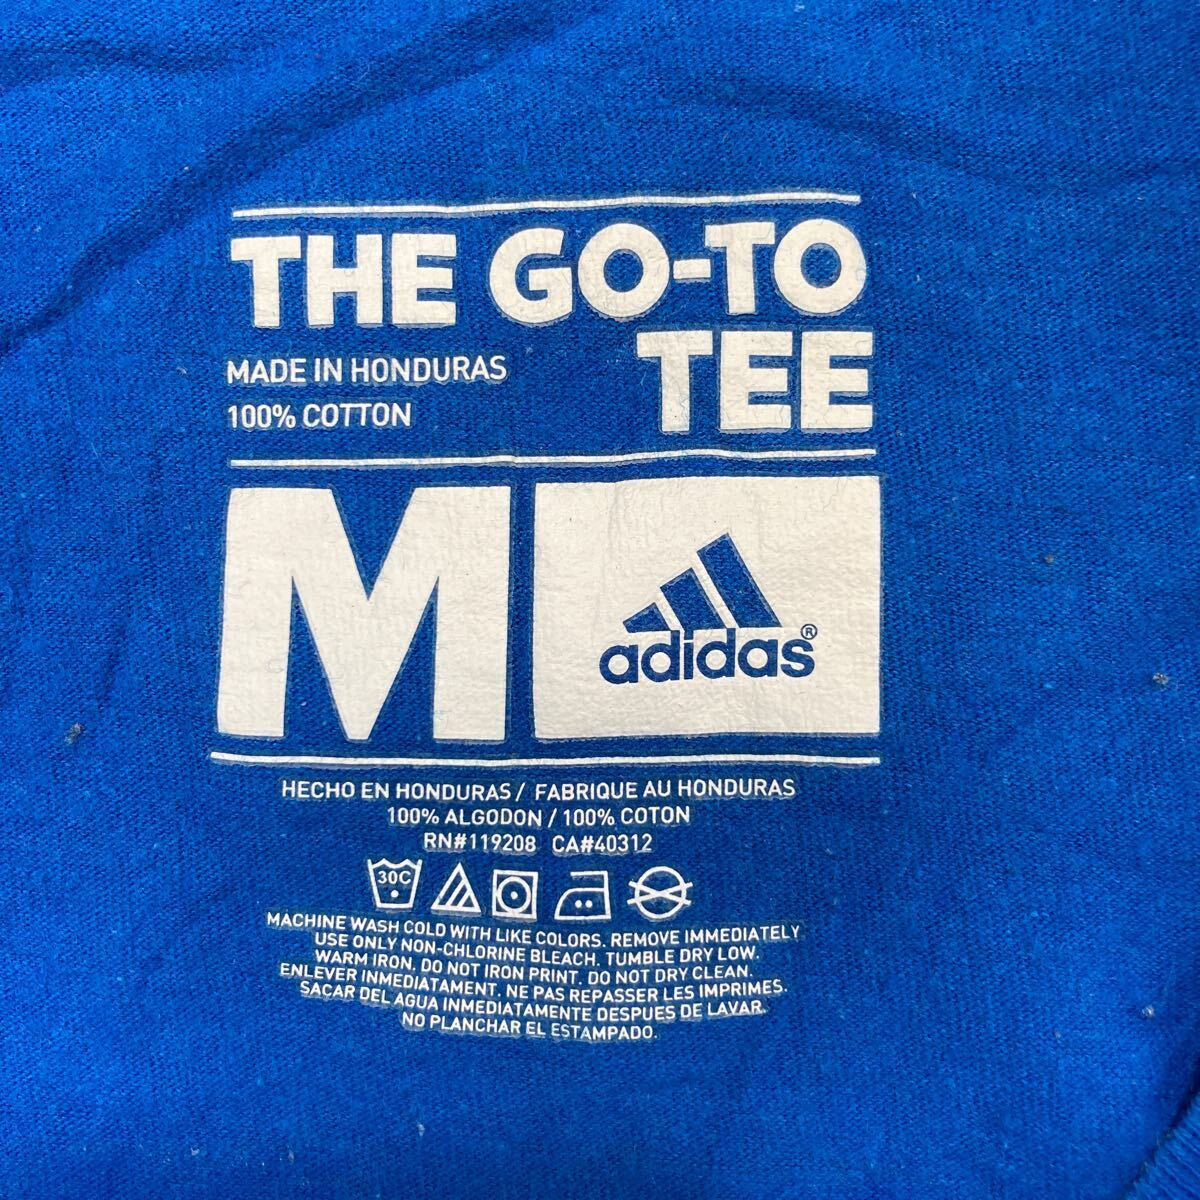 THE GO-TO
TEE
MADE IN HONDURAS
100% COTTON
M
adidas®
HECHO EN HONDURAS / FABRIQUE AU HONDURAS
100% ALGODON / 100% COTON
RN#119208 CA#40312
30C
MACHINE WASH COLD WITH LIKE COLORS. REMOVE IMMEDIATELY
USE ONLY NON-CHLORINE BLEACH. TUMBLE DRY LOW.
WARM IRON. DO NOT IRON PRINT. DO NOT DRY CLEAN.
ENLEVER INMEDIATAMENT. NE PAS REPASSER LES IMPRIMES.
SACAR DEL AGUA INMEDIATAMENTE DESPUES DE LAVAR.
NO PLANCHAR EL ESTAMPADO.